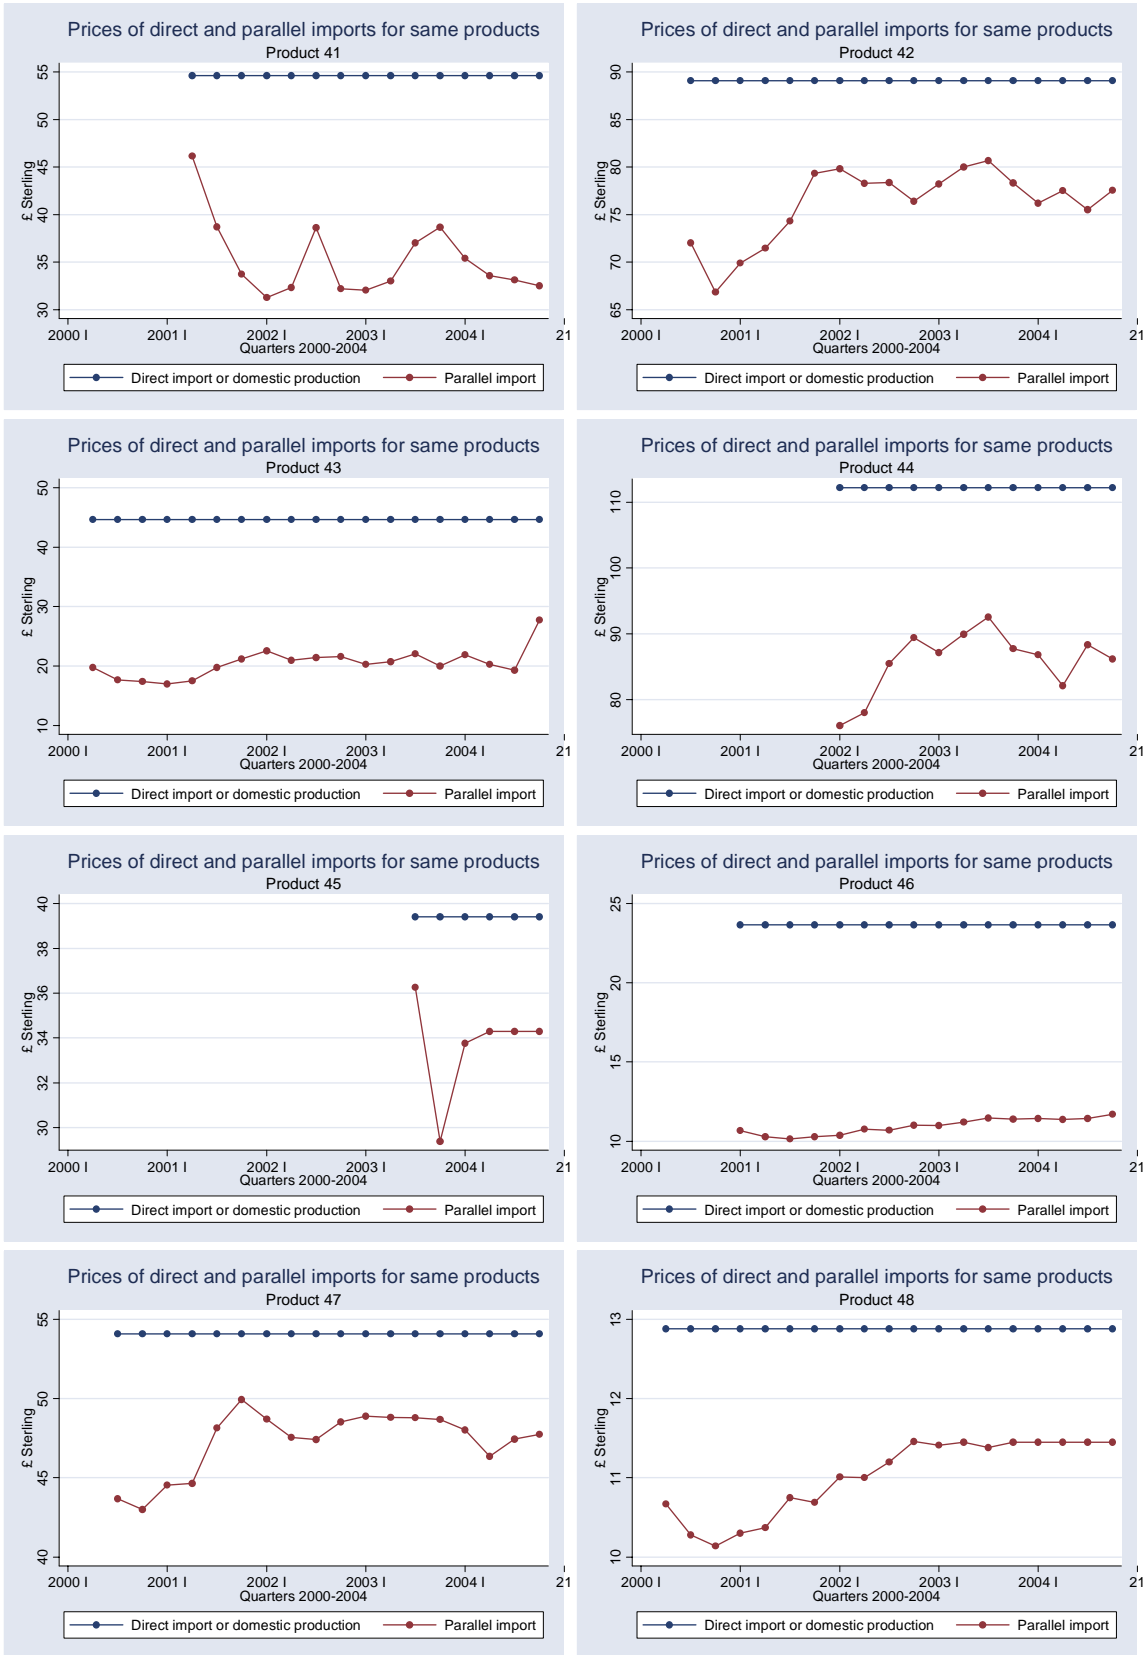 Prices of direct and parallel imports for same products
Product 41
£ Sterling
55
50
45
40
35
30
2000 I 2001 I 2002 I 2003 I 2004 I 21
Quarters 2000-2004
Direct import or domestic production Parallel import
Prices of direct and parallel imports for same products
Product 42
£ Sterling
90
85
80
75
70
65
2000 I 2001 I 2002 I 2003 I 2004 I 21
Quarters 2000-2004
Direct import or domestic production Parallel import
Prices of direct and parallel imports for same products
Product 43
£ Sterling
50
40
30
20
10
2000 I 2001 I 2002 I 2003 I 2004 I 21
Quarters 2000-2004
Direct import or domestic production Parallel import
Prices of direct and parallel imports for same products
Product 44
£ Sterling
110
100
90
80
2000 I 2001 I 2002 I 2003 I 2004 I 21
Quarters 2000-2004
Direct import or domestic production Parallel import
Prices of direct and parallel imports for same products
Product 45
£ Sterling
40
38
36
34
32
30
2000 I 2001 I 2002 I 2003 I 2004 I 21
Quarters 2000-2004
Direct import or domestic production Parallel import
Prices of direct and parallel imports for same products
Product 46
£ Sterling
25
20
15
10
2000 I 2001 I 2002 I 2003 I 2004 I 21
Quarters 2000-2004
Direct import or domestic production Parallel import
Prices of direct and parallel imports for same products
Product 47
£ Sterling
55
50
45
40
2000 I 2001 I 2002 I 2003 I 2004 I 21
Quarters 2000-2004
Direct import or domestic production Parallel import
Prices of direct and parallel imports for same products
Product 48
£ Sterling
13
12
11
10
2000 I 2001 I 2002 I 2003 I 2004 I 21
Quarters 2000-2004
Direct import or domestic production Parallel import